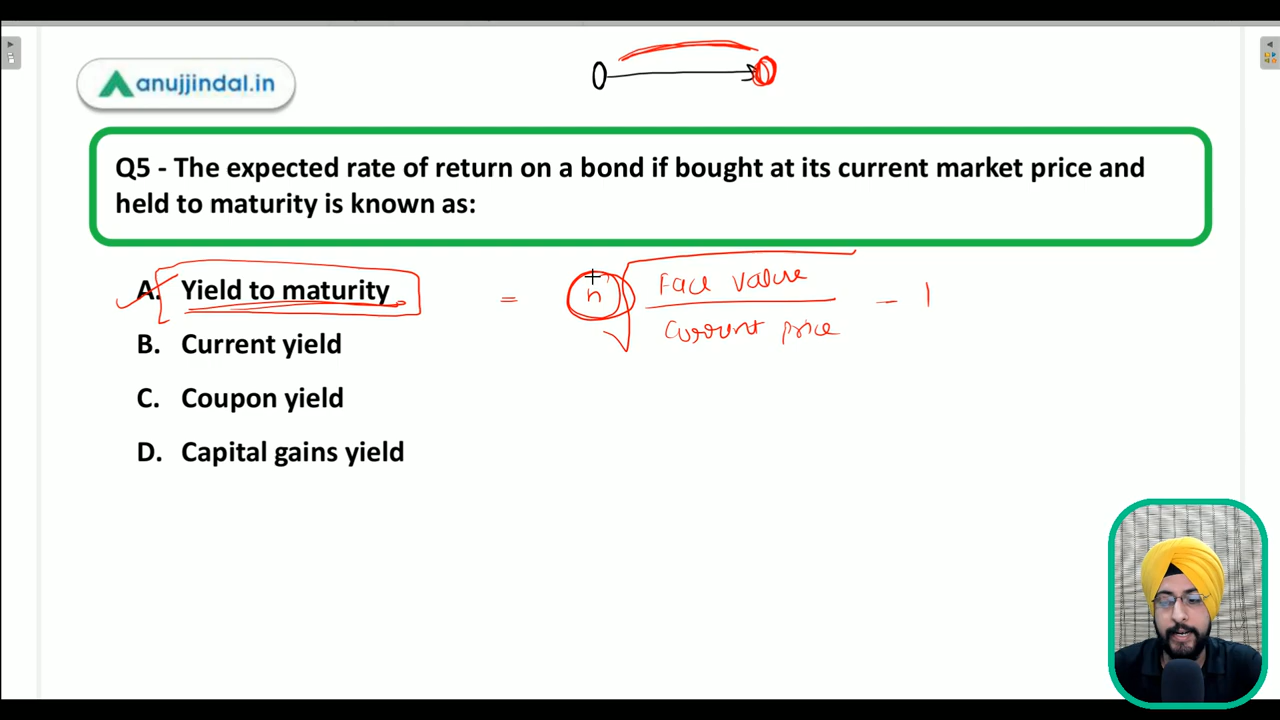 anujjindal.in
Q5 - The expected rate of return on a bond if bought at its current market price and
held to maturity is known as:
A. Yield to maturity = n√ Face value / Current price - 1
B. Current yield
C. Coupon yield
D. Capital gains yield